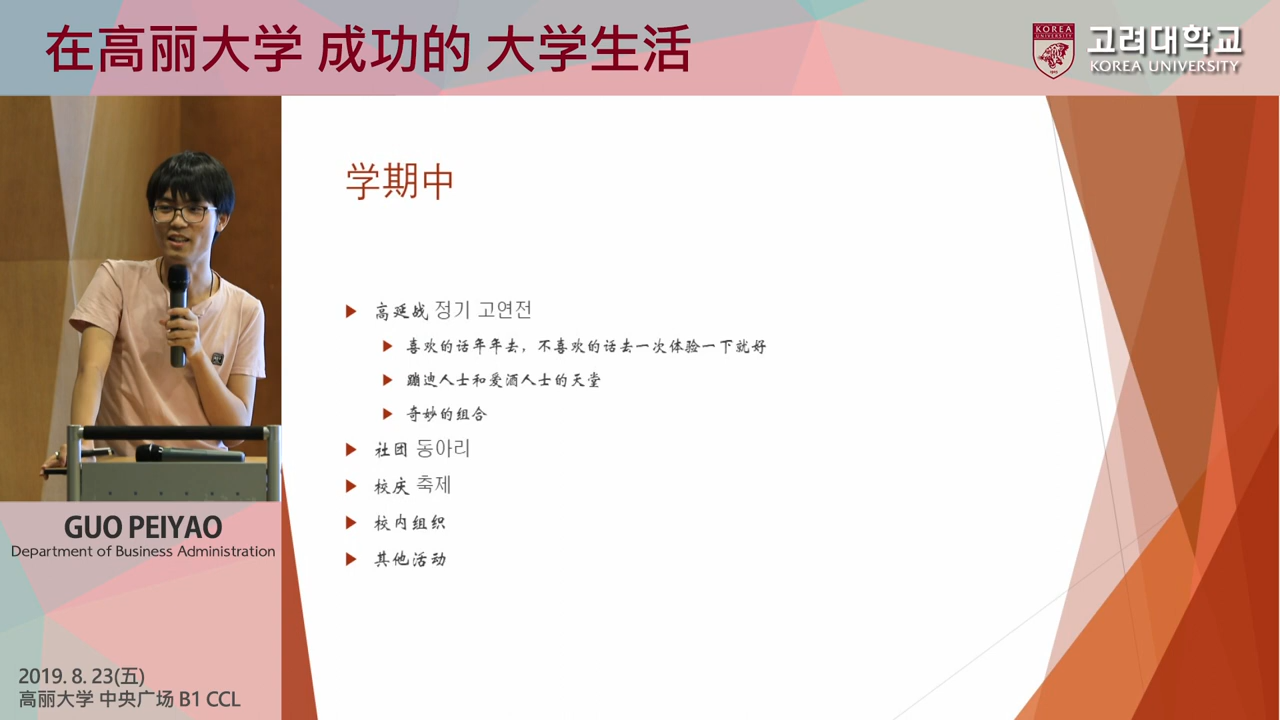 在高丽大学 成功的 大学生活
KOREA
UNIVERSITY
고려대학교
KOREA UNIVERSITY
学期中
高延战 정기 고연전
喜欢的话年年去，不喜欢的话去一次体验一下就好
蹦迪人士和爱酒人士的天堂
奇妙的组合
社团 동아리
校庆 축제
校内组织
其他活动
GUO PEIYAO
Department of Business Administration
2019. 8. 23(五)
高丽大学 中央广场 B1 CCL